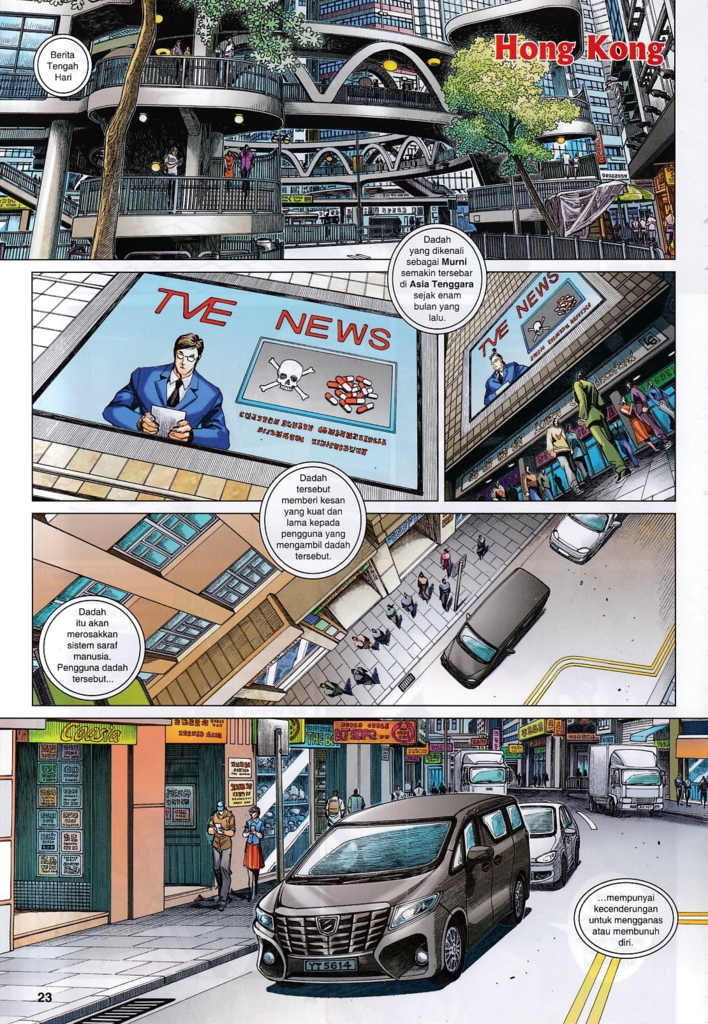 Berita
Tengah
Hari
Hong Kong
Dadah
yang dikenali
sebagai Murni
semakin tersebar
di Asia Tenggara
sejak enam
bulan yang
lalu.
TVE NEWS
TVE NEWS
Dadah
tersebut
memberi kesan
yang kuat dan
lama kepada
pengguna yang
mengambil dadah
tersebut.
Dadah
itu akan
merosakkan
sistem saraf
manusia.
Pengguna dadah
tersebut...
YT 5614
...mempunyai
kecenderungan
untuk mengganas
atau membunuh
diri.
23